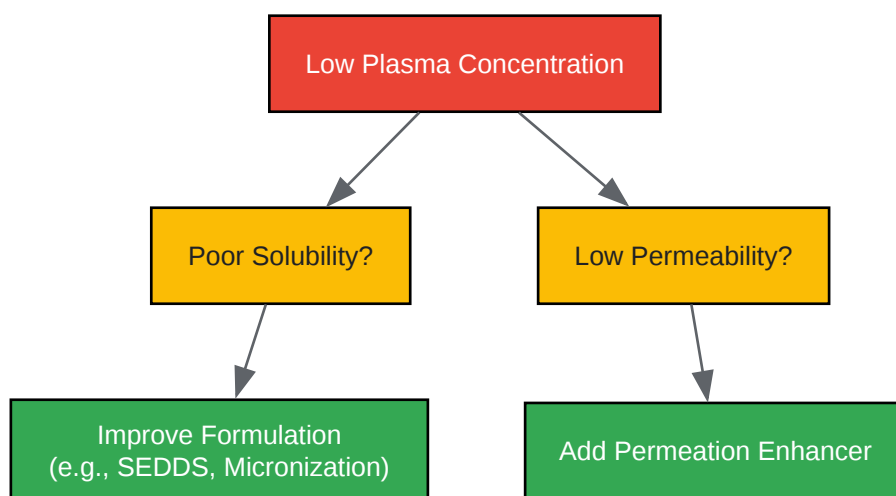 Low Plasma Concentration
Poor Solubility?
Low Permeability?
Improve Formulation
(e.g., SEDDS, Micronization)
Add Permeation Enhancer